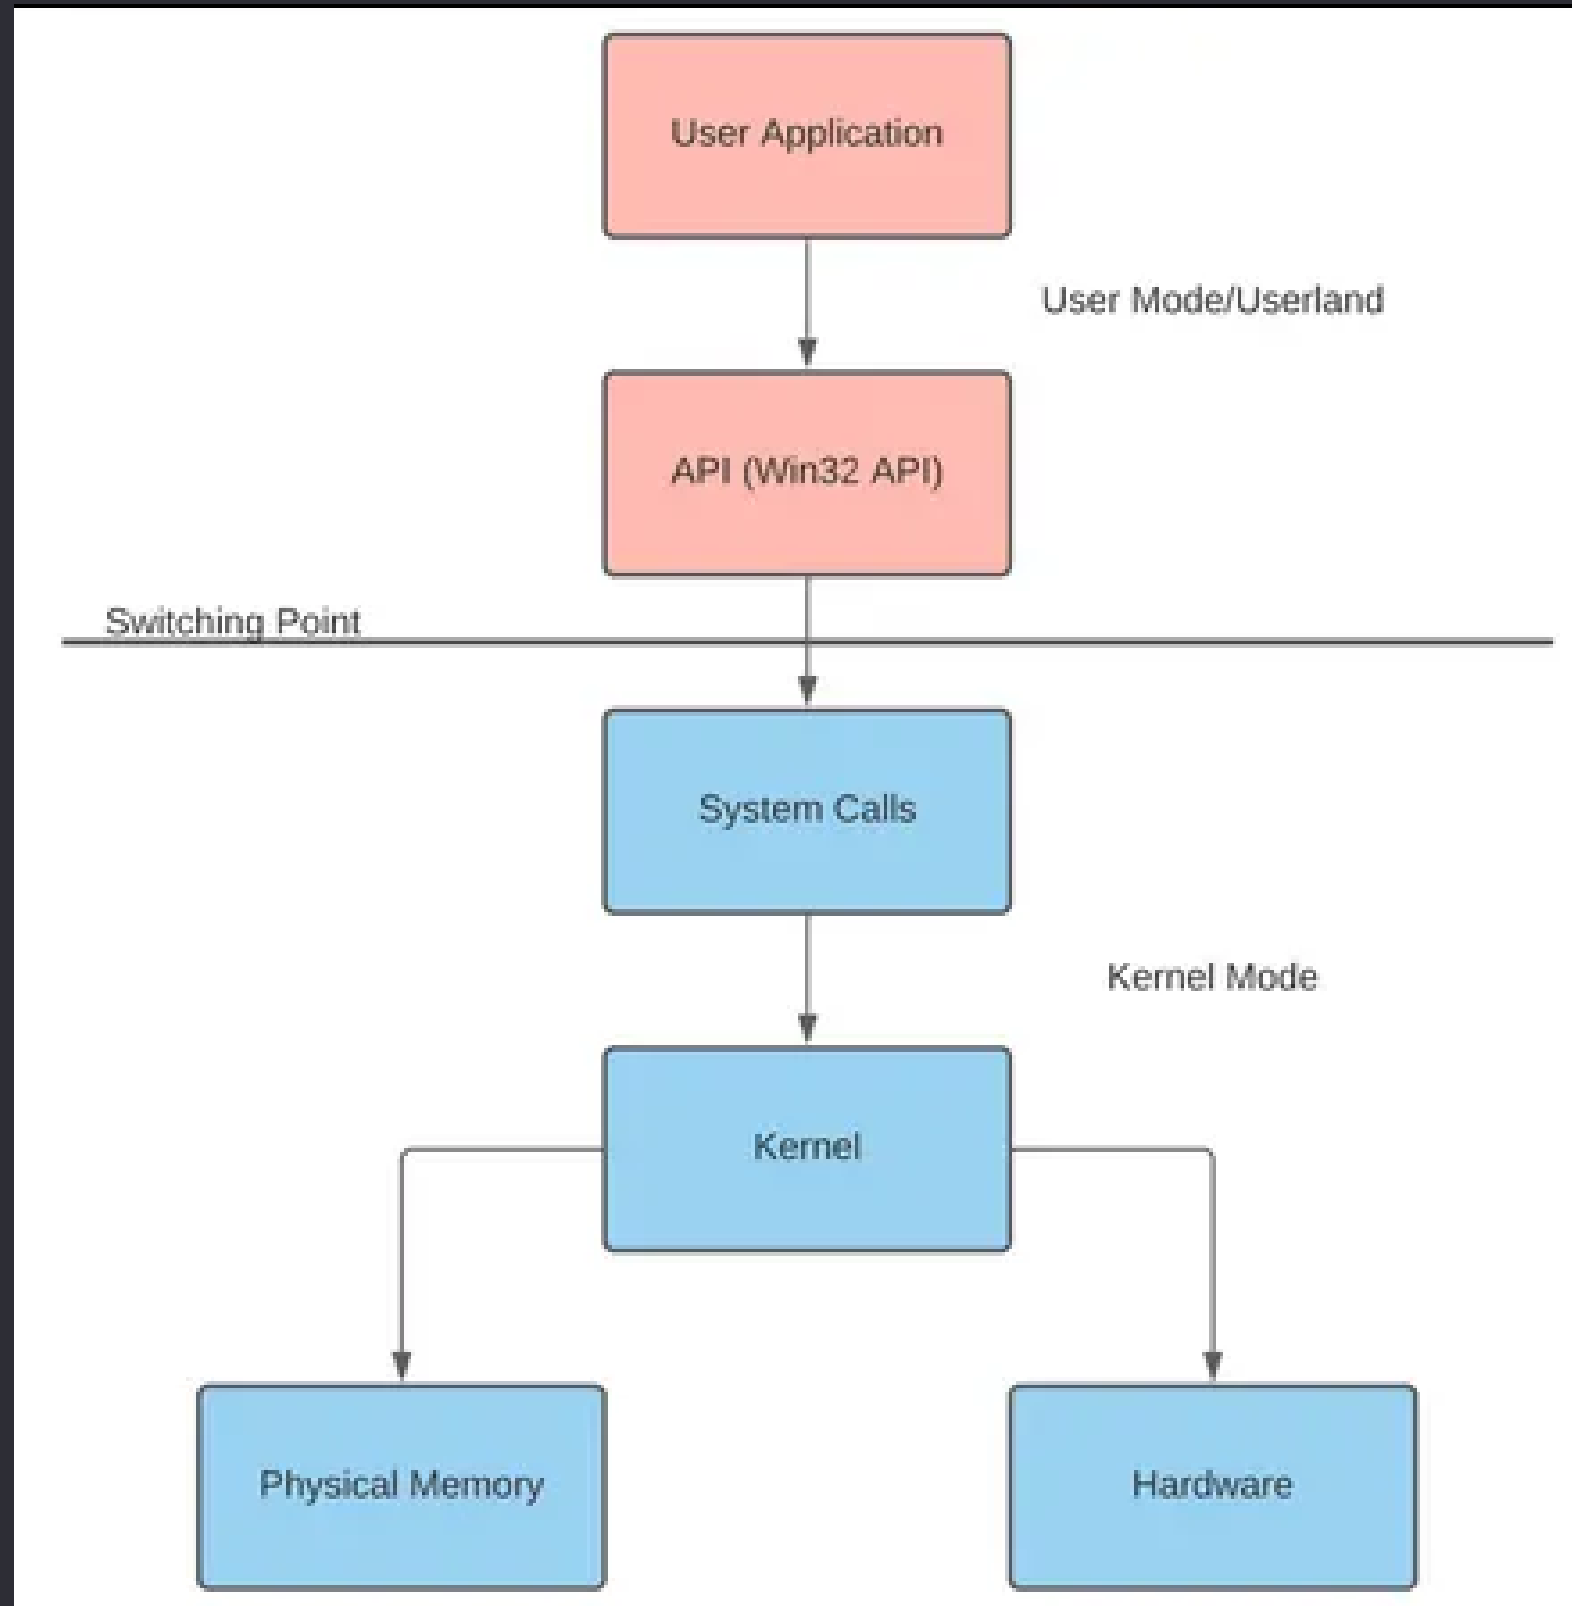 User Application
User Mode/Userland
API (Win32 API)
Switching Point
System Calls
Kernel Mode
Kernel
Physical Memory
Hardware